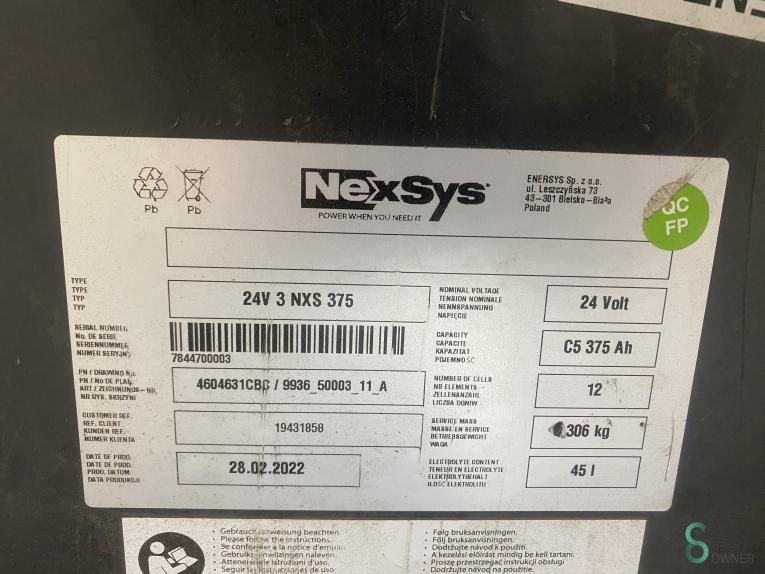 Pb
Pb
NexSys
POWER WHEN YOU NEED IT
ENERSYS Sp. z o.o.
ul. Leszczyńska 73
43-301 Bielsko-Bia³a
Poland
QC
FP
TYPE
TYPE
TYP
TYP
24V 3 NXS 375
NOMINAL VOLTAGE
TENSION NOMINALE
NENNSPANNUNG
NAPIĘCIE
24 Volt
SERIAL NUMBER
No. DE SERIE
SERIENNUMMER
NUMER SERYJNY
7844700003
CAPACITY
CAPACITE
KAPAZITAT
POJEMNOŚĆ
C5 375 Ah
PN / DRAWING No.
PN / No DE PLAN
ART / ZEICHNUNGS - NR.
NR RYS. SKRZYNI
4604631CBC / 9936_50003_11_A
NUMBER OF CELLS
NB ELEMENTS
ZELLENANZAHL
LICZBA OGNIW
12
CUSTOMER REF.
REF. CLIENT
KUNDEN REF.
NUMER KLIENTA
19431858
SERVICE MASS
MASSE EN SERVICE
BETRIEBSGEWICHT
WAGA
306 kg
DATE OF PROD.
DATE DE PROD.
PROD. DATUM
DATA PRODUKCJI
28.02.2022
ELECTROLYTE CONTENT
TENEUR EN ELECTROLYTE
ELEKTROLYTGEHALT
ILOŚĆ ELEKTROLITU
45 l
• Gebrauchsanweisung beachten.
• Please follow the instructions.
• Se conformer à la notice d'emploi
• Gebruiksanwijzingen naleven.
• Attenersi alle istruzioni d'uso.
• Seguir las instrucciones de uso.
• Følg bruksanvisningen.
• Följ bruksanvisningen.
• Dodržujte návod k použití.
• A kezelési előírást mindig be kell tartani.
• Proszę przestrzegać instrukcji obsługi
• Dodržujte návod na použitie.
OWNER